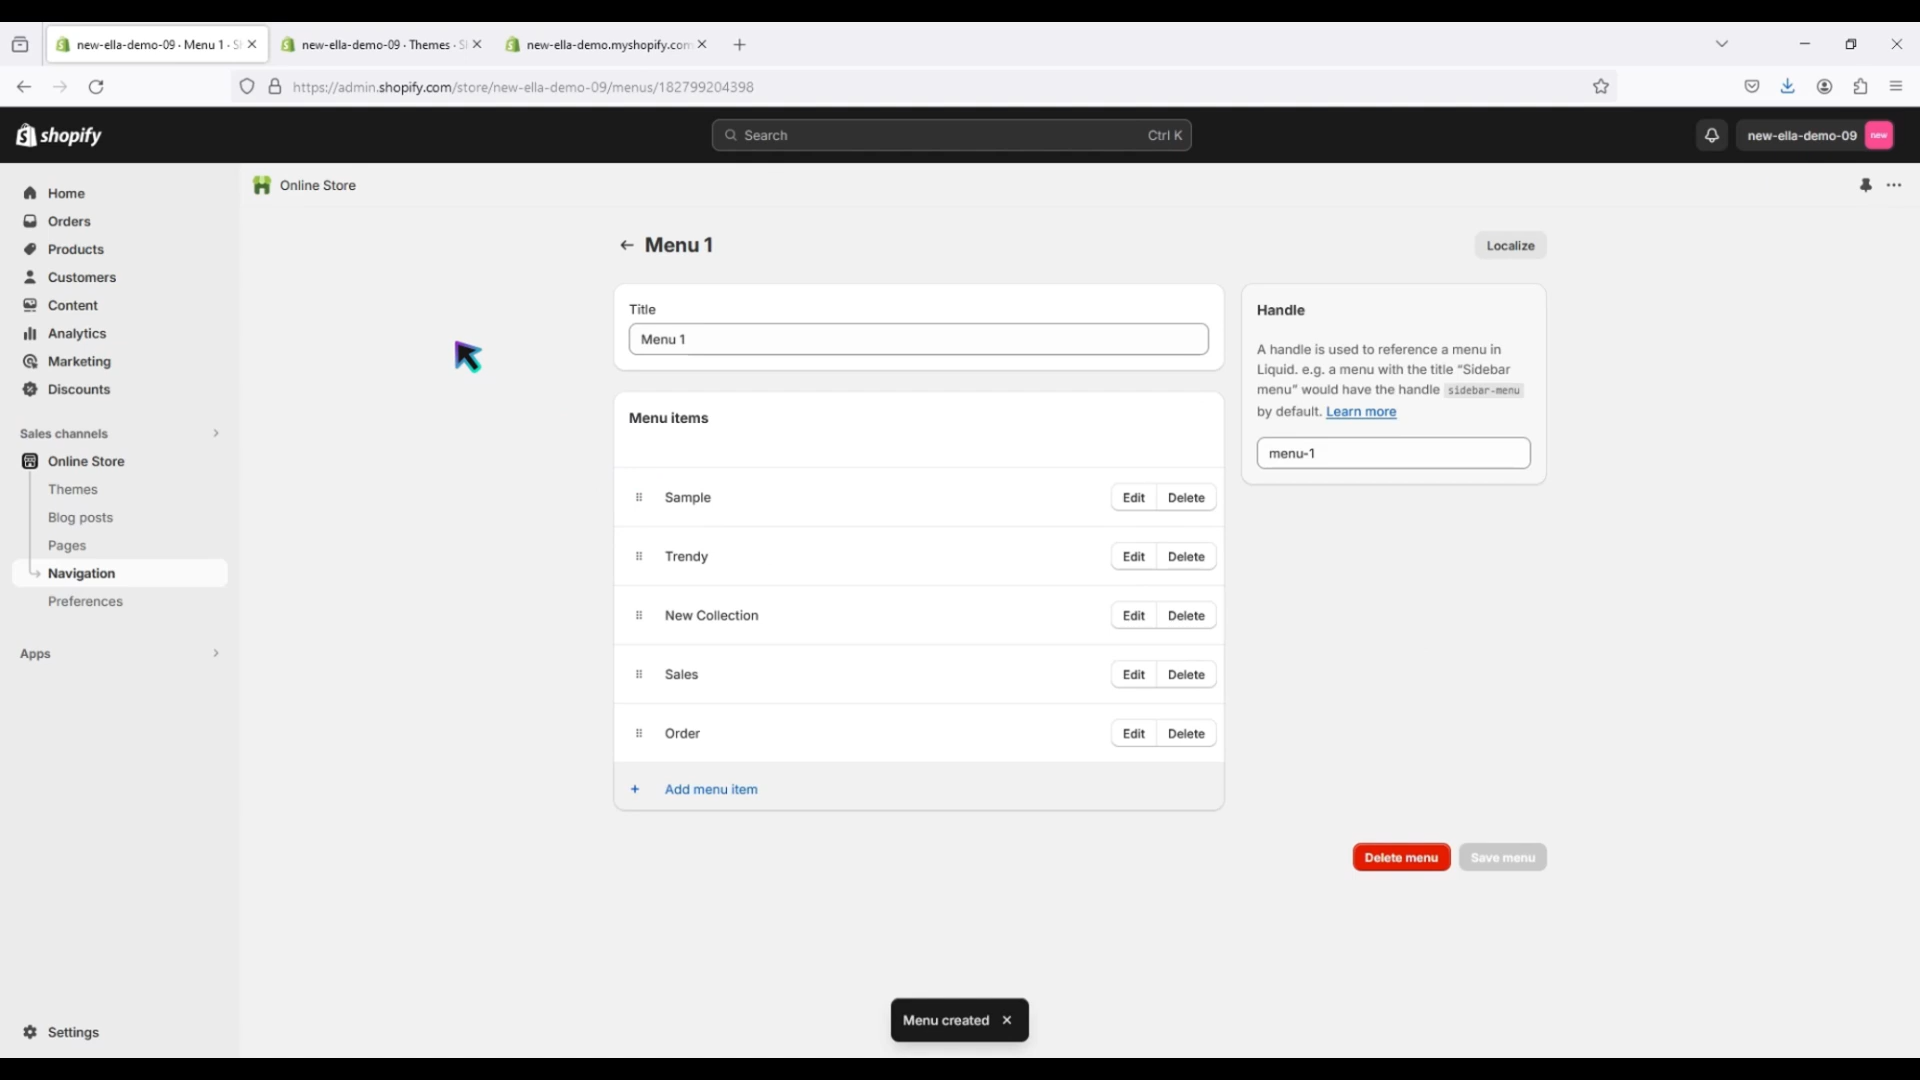 new-ella-demo-09 · Menu 1 · S
new-ella-demo-09 · Themes · S
new-ella-demo.myshopify.com
https://admin.shopify.com/store/new-ella-demo-09/menus/182799204398
shopify
Search
Ctrl K
new-ella-demo-09
new
Home
Orders
Products
Customers
Content
Analytics
Marketing
Discounts
Sales channels
Online Store
Themes
Blog posts
Pages
Navigation
Preferences
Apps
Settings
Online Store
Menu 1
Localize
Title
Menu 1
Menu items
Sample
Edit
Delete
Trendy
Edit
Delete
New Collection
Edit
Delete
Sales
Edit
Delete
Order
Edit
Delete
+ Add menu item
Handle
A handle is used to reference a menu in
Liquid. e.g. a menu with the title “Sidebar
menu” would have the handle sidebar-menu
by default. Learn more
menu-1
Delete menu
Save menu
Menu created